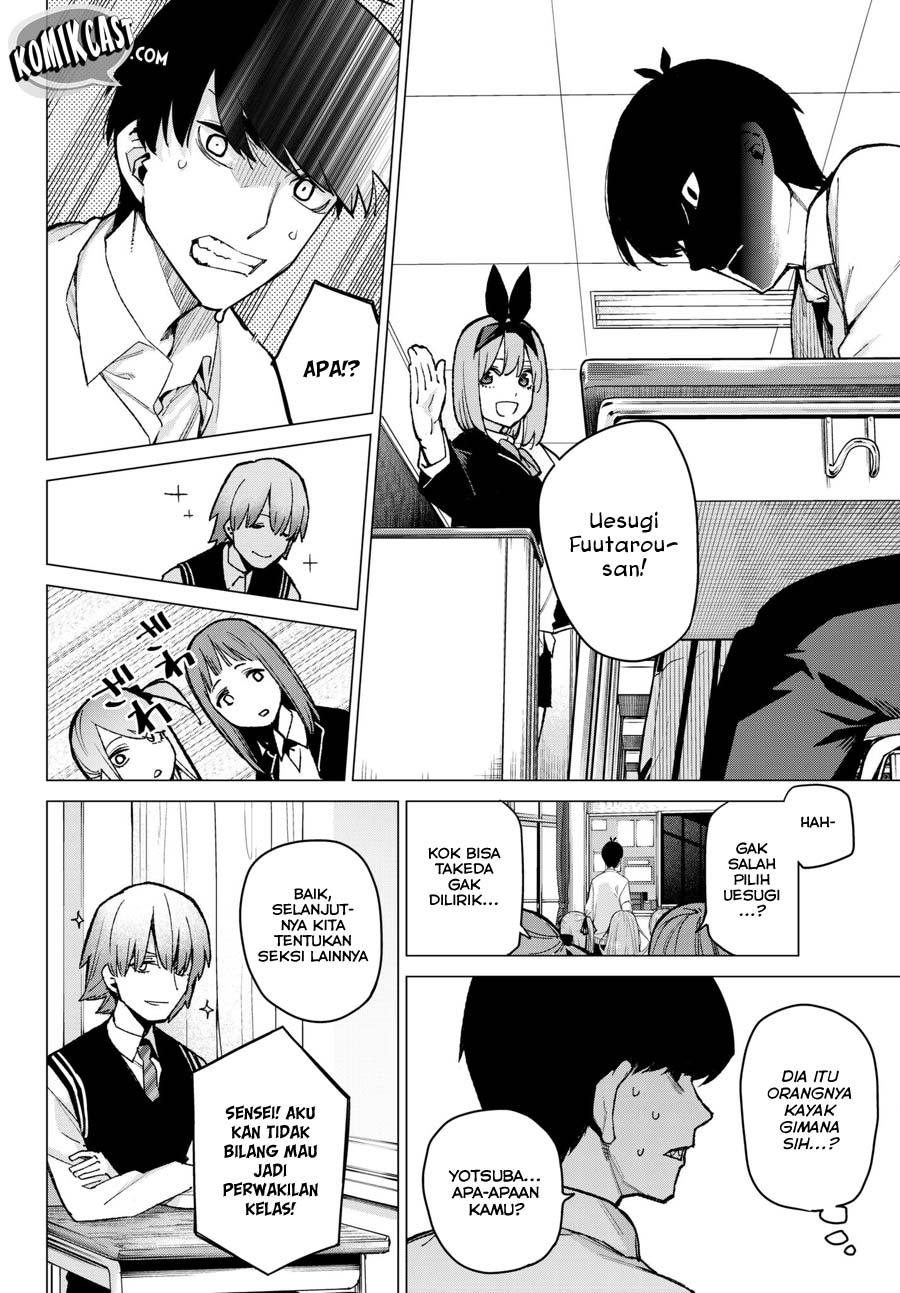 KOMIKCAST
.COM
Uesugi
Fuutarou-
san!
APA!?
ざわ
ざわ
HAH-
GAK
SALAH
PILIH
UESUGI
...?
KOK BISA
TAKEDA
GAK
DILIRIK...
DIA ITU
ORANGNYA
KAYAK
GIMANA
SIH...?
YOTSUBA...
APA-APAAN
KAMU?
BAIK,
SELANJUT-
NYA KITA
TENTUKAN
SEKSI LAINNYA
SENSEI! AKU
KAN TIDAK
BILANG MAU
JADI
PERWAKILAN
KELAS!